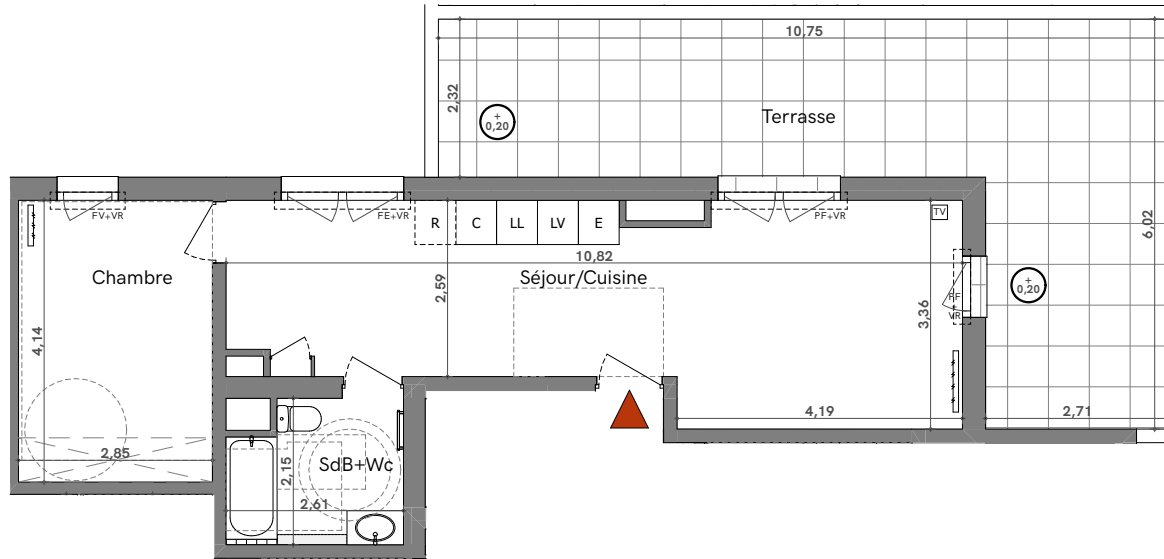 10,75
2,32
+
0,20
Terrasse
FV+VR
FE+VR
R
C
LL
LV
E
PF+VR
TV
6,02
10,82
Chambre
Séjour/Cuisine
+
0,20
2,59
PF
+
VR
3,36
4,14
4,19
2,71
2,85
2,15
SdB+Wc
2,61